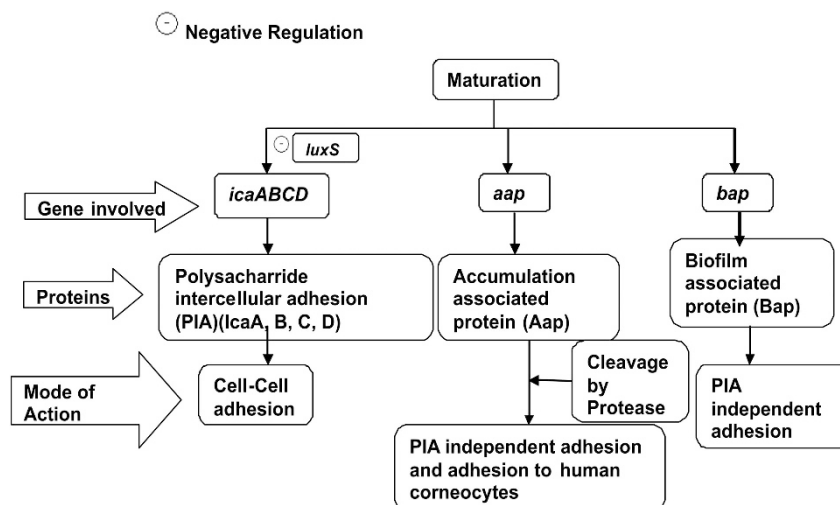 - Negative Regulation
Maturation
- luxS
Gene involved
icaABCD
aap
bap
Proteins
Polysacharride
intercellular adhesion
(PIA)(IcaA, B, C, D)
Accumulation
associated
protein (Aap)
Biofilm
associated
protein (Bap)
Mode of
Action
Cell-Cell
adhesion
Cleavage
by
Protease
PIA
independent
adhesion
PIA independent adhesion
and adhesion to human
corneocytes